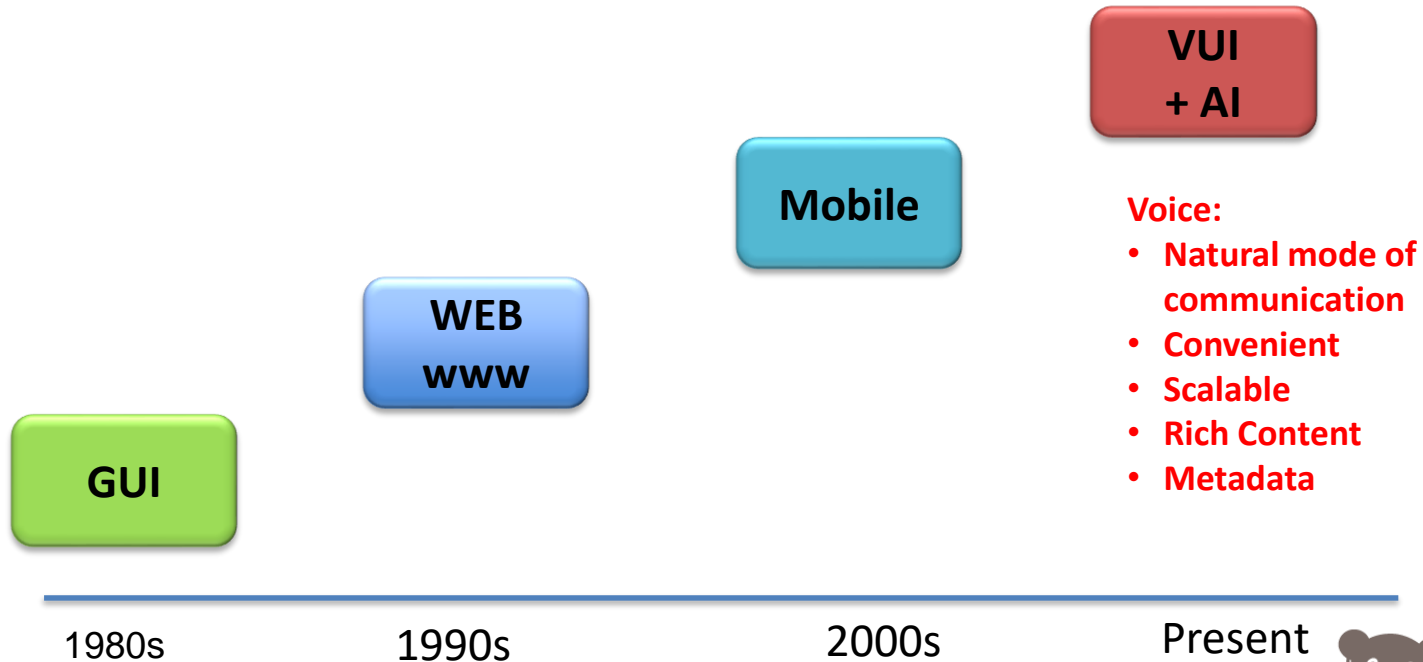 VUI
+ AI
Mobile
Voice:
• Natural mode of
communication
• Convenient
• Scalable
• Rich Content
• Metadata
WEB
www
GUI
1980s
1990s
2000s
Present